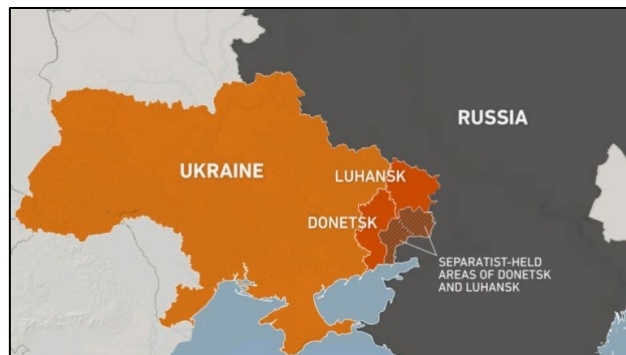 RUSSIA
UKRAINE
LUHANSK
DONETSK
SEPARATIST-HELD
AREAS OF DONETSK
AND LUHANSK